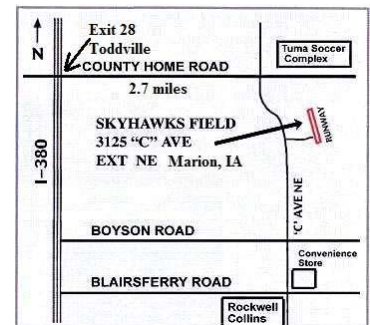 N
Exit 28
Toddville
COUNTY HOME ROAD
Tuma Soccer
Complex
2.7 miles
SKYHAWKS FIELD
3125 “C” AVE
EXT NE Marion, IA
RUNWAY
I-380
'C' AVE NE
BOYSON ROAD
Convenience
Store
BLAIRSFERRY ROAD
Rockwell
Collins